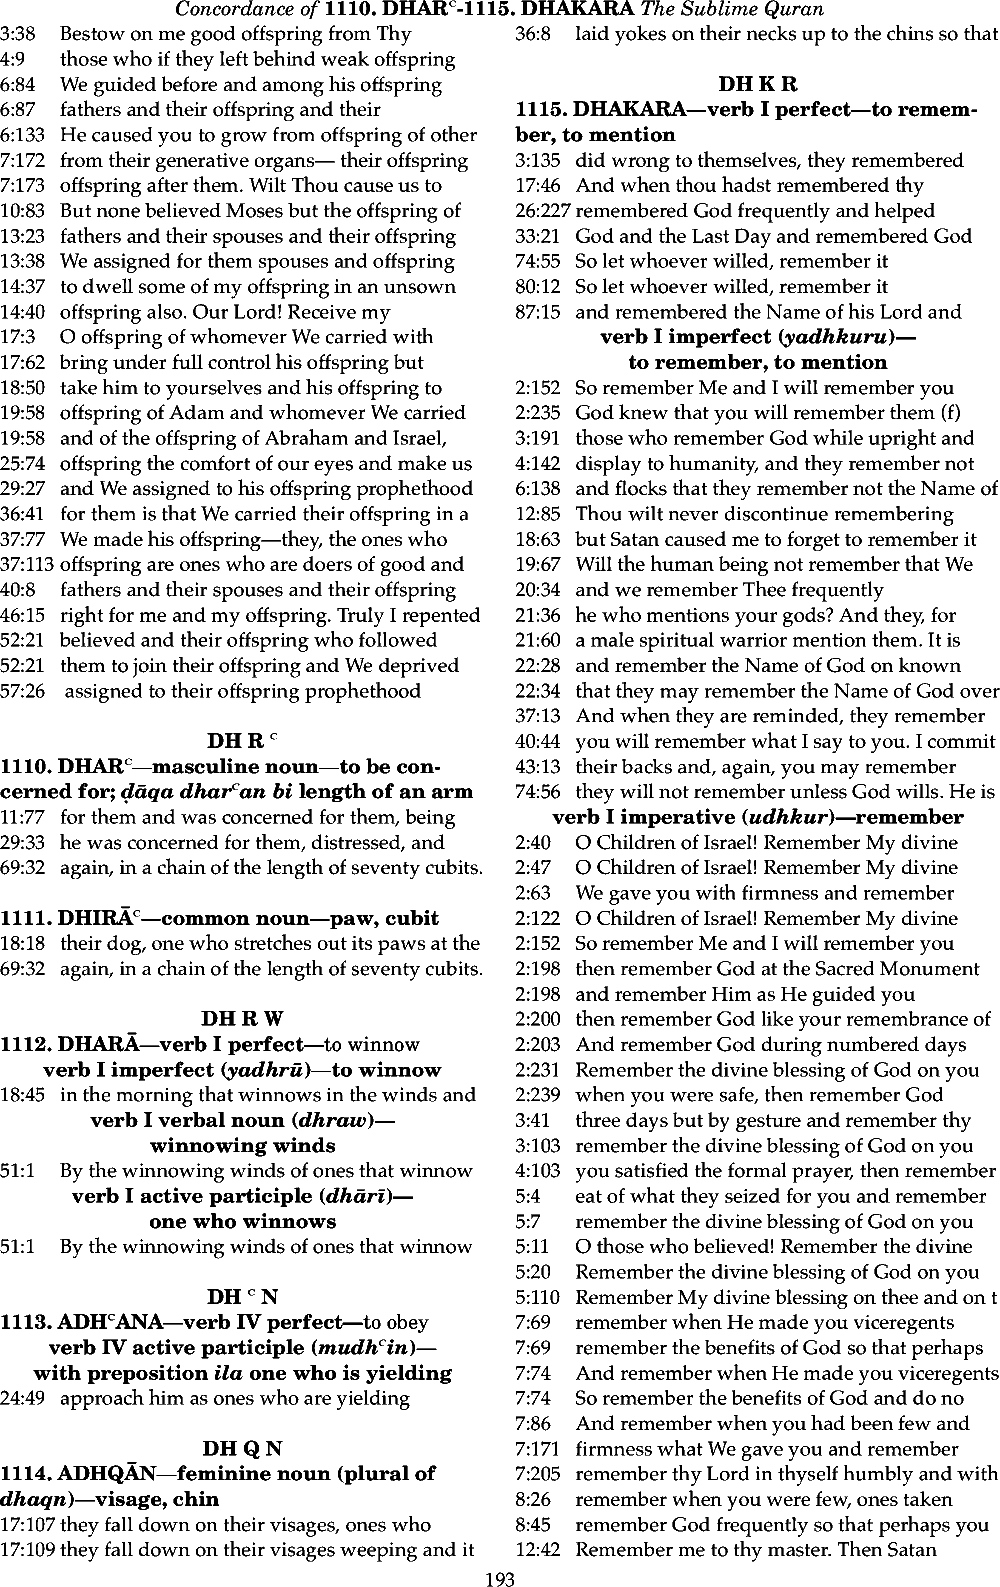 Concordance of 1110. DHARᶜ-1115. DHAKARA The Sublime Quran
3:38 Bestow on me good offspring from Thy
4:9 those who if they left behind weak offspring
6:84 We guided before and among his offspring
6:87 fathers and their offspring and their
6:133 He caused you to grow from offspring of other
7:172 from their generative organs— their offspring
7:173 offspring after them. Wilt Thou cause us to
10:83 But none believed Moses but the offspring of
13:23 fathers and their spouses and their offspring
13:38 We assigned for them spouses and offspring
14:37 to dwell some of my offspring in an unsown
14:40 offspring also. Our Lord! Receive my
17:3 O offspring of whomever We carried with
17:62 bring under full control his offspring but
18:50 take him to yourselves and his offspring to
19:58 offspring of Adam and whomever We carried
19:58 and of the offspring of Abraham and Israel,
25:74 offspring the comfort of our eyes and make us
29:27 and We assigned to his offspring prophethood
36:41 for them is that We carried their offspring in a
37:77 We made his offspring—they, the ones who
37:113 offspring are ones who are doers of good and
40:8 fathers and their spouses and their offspring
46:15 right for me and my offspring. Truly I repented
52:21 believed and their offspring who followed
52:21 them to join their offspring and We deprived
57:26 assigned to their offspring prophethood
DH R ᶜ
1110. DHARᶜ—masculine noun—to be con-
cerned for; ḍāqa dharᶜan bi length of an arm
11:77 for them and was concerned for them, being
29:33 he was concerned for them, distressed, and
69:32 again, in a chain of the length of seventy cubits.
1111. DHIRĀᶜ—common noun—paw, cubit
18:18 their dog, one who stretches out its paws at the
69:32 again, in a chain of the length of seventy cubits.
DH R W
1112. DHARĀ—verb I perfect—to winnow
verb I imperfect (yadhrū)—to winnow
18:45 in the morning that winnows in the winds and
verb I verbal noun (dhraw)—
winnowing winds
51:1 By the winnowing winds of ones that winnow
verb I active participle (dhārī)—
one who winnows
51:1 By the winnowing winds of ones that winnow
DH ᶜ N
1113. ADHᶜANA—verb IV perfect—to obey
verb IV active participle (mudhᶜin)—
with preposition ila one who is yielding
24:49 approach him as ones who are yielding
DH Q N
1114. ADHQĀN—feminine noun (plural of
dhaqn)—visage, chin
17:107 they fall down on their visages, ones who
17:109 they fall down on their visages weeping and it
36:8 laid yokes on their necks up to the chins so that
DH K R
1115. DHAKARA—verb I perfect—to remem-
ber, to mention
3:135 did wrong to themselves, they remembered
17:46 And when thou hadst remembered thy
26:227 remembered God frequently and helped
33:21 God and the Last Day and remembered God
74:55 So let whoever willed, remember it
80:12 So let whoever willed, remember it
87:15 and remembered the Name of his Lord and
verb I imperfect (yadhkuru)—
to remember, to mention
2:152 So remember Me and I will remember you
2:235 God knew that you will remember them (f)
3:191 those who remember God while upright and
4:142 display to humanity, and they remember not
6:138 and flocks that they remember not the Name of
12:85 Thou wilt never discontinue remembering
18:63 but Satan caused me to forget to remember it
19:67 Will the human being not remember that We
20:34 and we remember Thee frequently
21:36 he who mentions your gods? And they, for
21:60 a male spiritual warrior mention them. It is
22:28 and remember the Name of God on known
22:34 that they may remember the Name of God over
37:13 And when they are reminded, they remember
40:44 you will remember what I say to you. I commit
43:13 their backs and, again, you may remember
74:56 they will not remember unless God wills. He is
verb I imperative (udhkur)—remember
2:40 O Children of Israel! Remember My divine
2:47 O Children of Israel! Remember My divine
2:63 We gave you with firmness and remember
2:122 O Children of Israel! Remember My divine
2:152 So remember Me and I will remember you
2:198 then remember God at the Sacred Monument
2:198 and remember Him as He guided you
2:200 then remember God like your remembrance of
2:203 And remember God during numbered days
2:231 Remember the divine blessing of God on you
2:239 when you were safe, then remember God
3:41 three days but by gesture and remember thy
3:103 remember the divine blessing of God on you
4:103 you satisfied the formal prayer, then remember
5:4 eat of what they seized for you and remember
5:7 remember the divine blessing of God on you
5:11 O those who believed! Remember the divine
5:20 Remember the divine blessing of God on you
5:110 Remember My divine blessing on thee and on t
7:69 remember when He made you viceregents
7:69 remember the benefits of God so that perhaps
7:74 And remember when He made you viceregents
7:74 So remember the benefits of God and do no
7:86 And remember when you had been few and
7:171 firmness what We gave you and remember
7:205 remember thy Lord in thyself humbly and with
8:26 remember when you were few, ones taken
8:45 remember God frequently so that perhaps you
12:42 Remember me to thy master. Then Satan
193